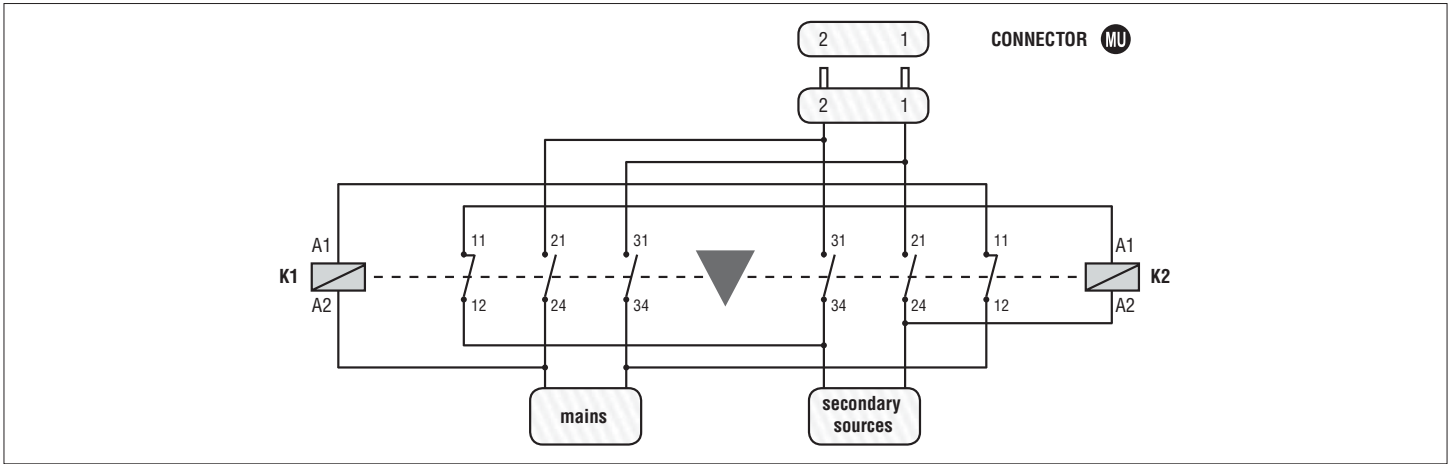 2 1 CONNECTOR MU
2 1
11 21 31 31 21 11
A1 A1
K1 K2
A2 A2
12 24 34 34 24 12
mains
secondary
sources